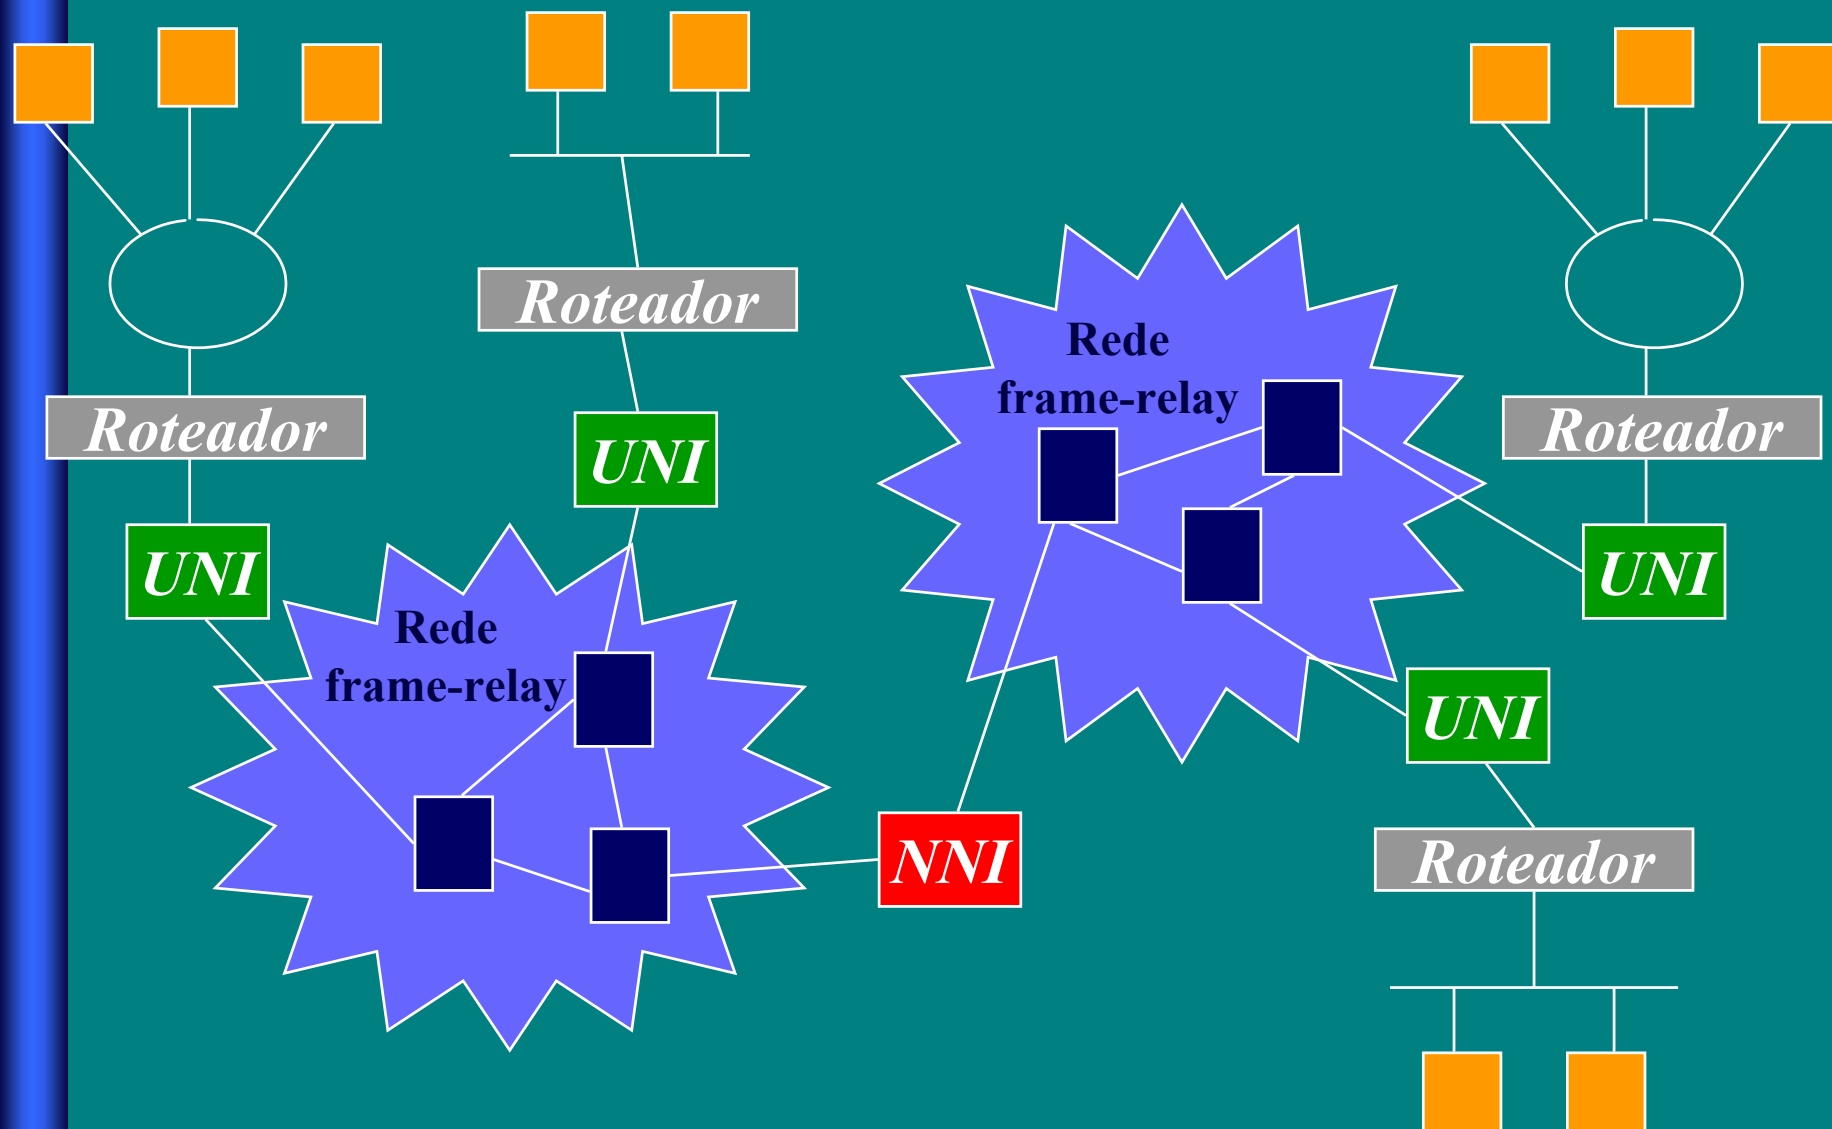 Roteador
Rede
frame-relay
Roteador
Roteador
UNI
UNI
UNI
Rede
frame-relay
UNI
NNI
Roteador